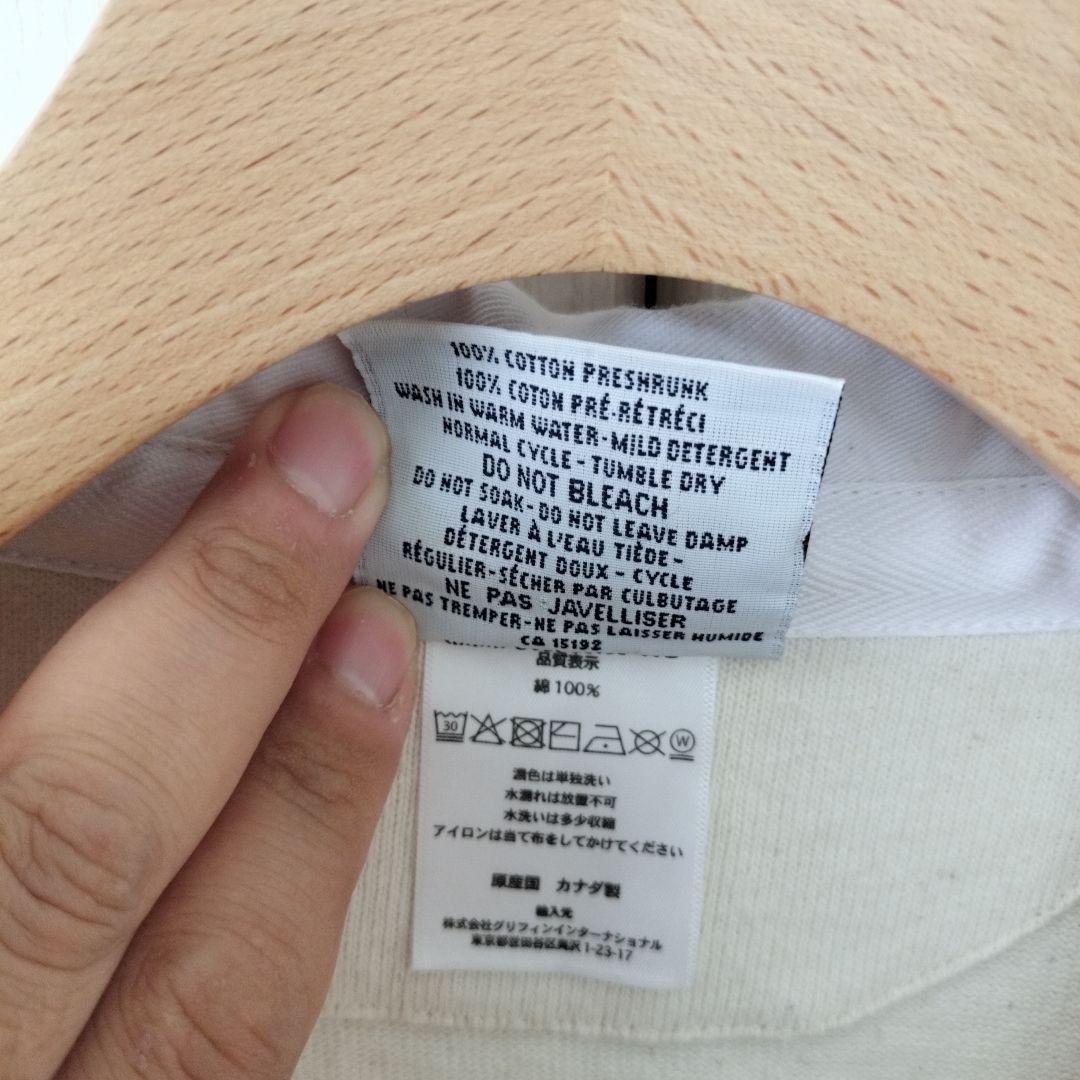 100% COTTON PRESHRUNK
100% COTON PRÉ-RÉTRÉCI
WASH IN WARM WATER-MILD DETERGENT
NORMAL CYCLE-TUMBLE DRY
DO NOT BLEACH
DO NOT SOAK-DO NOT LEAVE DAMP
LAVER À L'EAU TIÈDE-
DÉTERGENT DOUX - CYCLE
RÉGULIER-SÉCHER PAR CULBUTAGE
NE PAS JAVELLISER
NE PAS TREMPER-NE PAS LAISSER HUMIDE
CA 15192
品質表示
綿100%
30
W
濃色は単独洗い
水濡れは放置不可
水洗いは多少収縮
アイロンは当て布をしてかけてください
原産国 カナダ製
輸入元
株式会社グリフィンインターナショナル
東京都世田谷区駒沢1-23-17